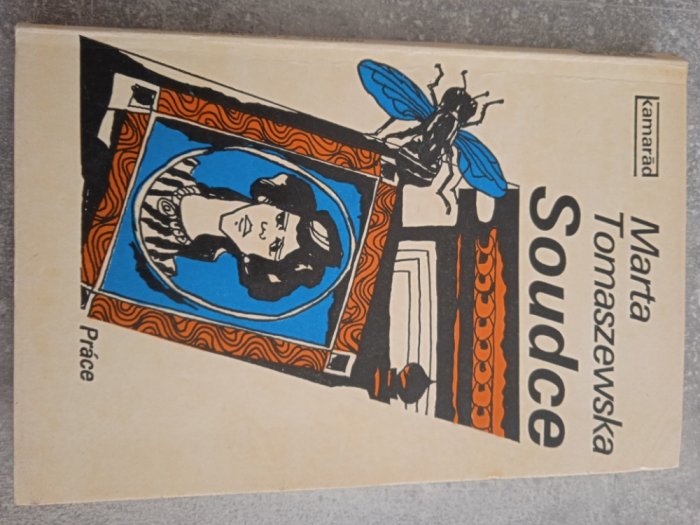 kamarád
Marta
Tomaszewska
Soudce
Práce